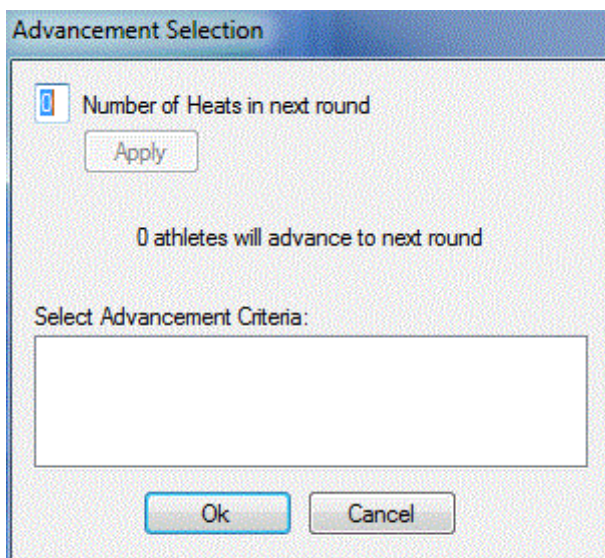 Advancement Selection
0 Number of Heats in next round
Apply
0 athletes will advance to next round
Select Advancement Criteria:
Ok Cancel